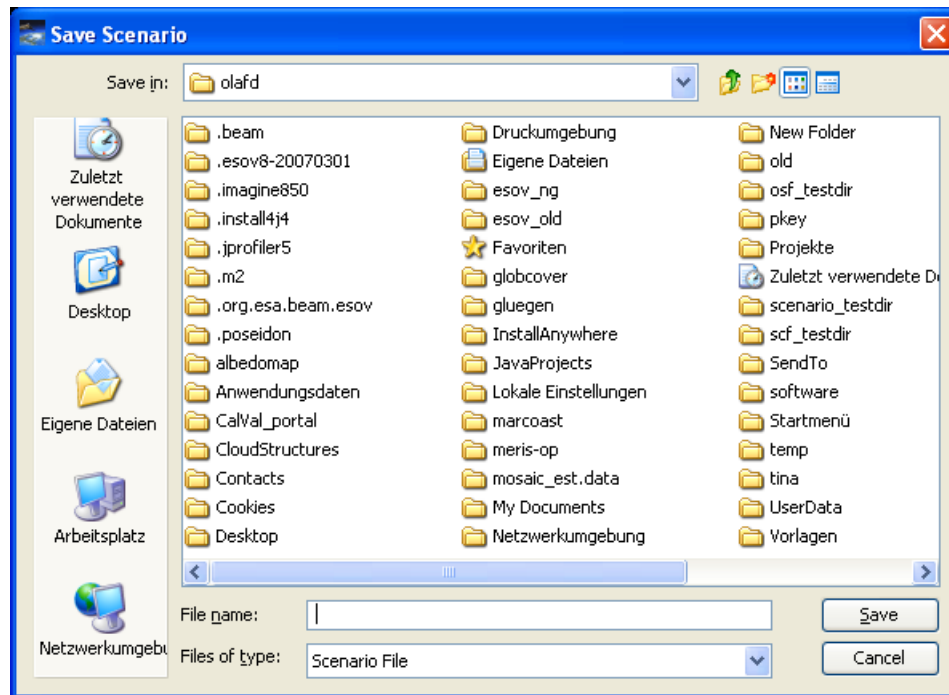 Save Scenario
Save in:
olafd
Zuletzt
verwendete
Dokumente
Desktop
Eigene Dateien
Arbeitsplatz
Netzwerkumgebu
.beam
.esov8-20070301
.imagine850
.install4j4
.jprofiler5
.m2
.org.esa.beam.esov
.poseidon
albedomap
Anwendungsdaten
CalVal_portal
CloudStructures
Contacts
Cookies
Desktop
Druckumgebung
Eigene Dateien
esov_ng
esov_old
Favoriten
globcover
gluegen
InstallAnywhere
JavaProjects
Lokale Einstellungen
marcoast
meris-op
mosaic_est.data
My Documents
Netzwerkumgebung
New Folder
old
osf_testdir
pkey
Projekte
Zuletzt verwendete D
scenario_testdir
scf_testdir
SendTo
software
Startmenü
temp
tina
UserData
Vorlagen
File name:
Save
Files of type:
Scenario File
Cancel